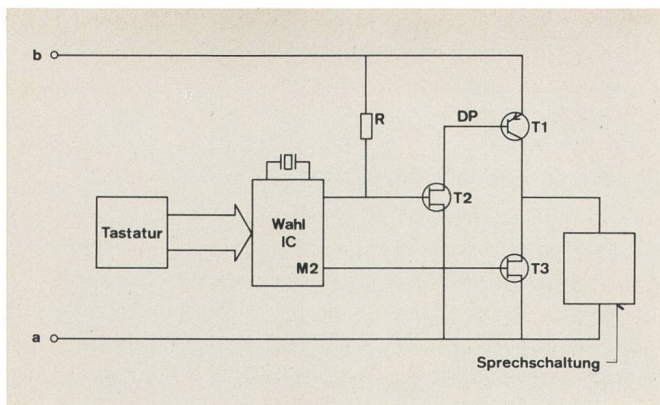 b
R
DP
T1
T2
Tastatur
Wahl
IC
M2
T3
a
Sprechschaltung